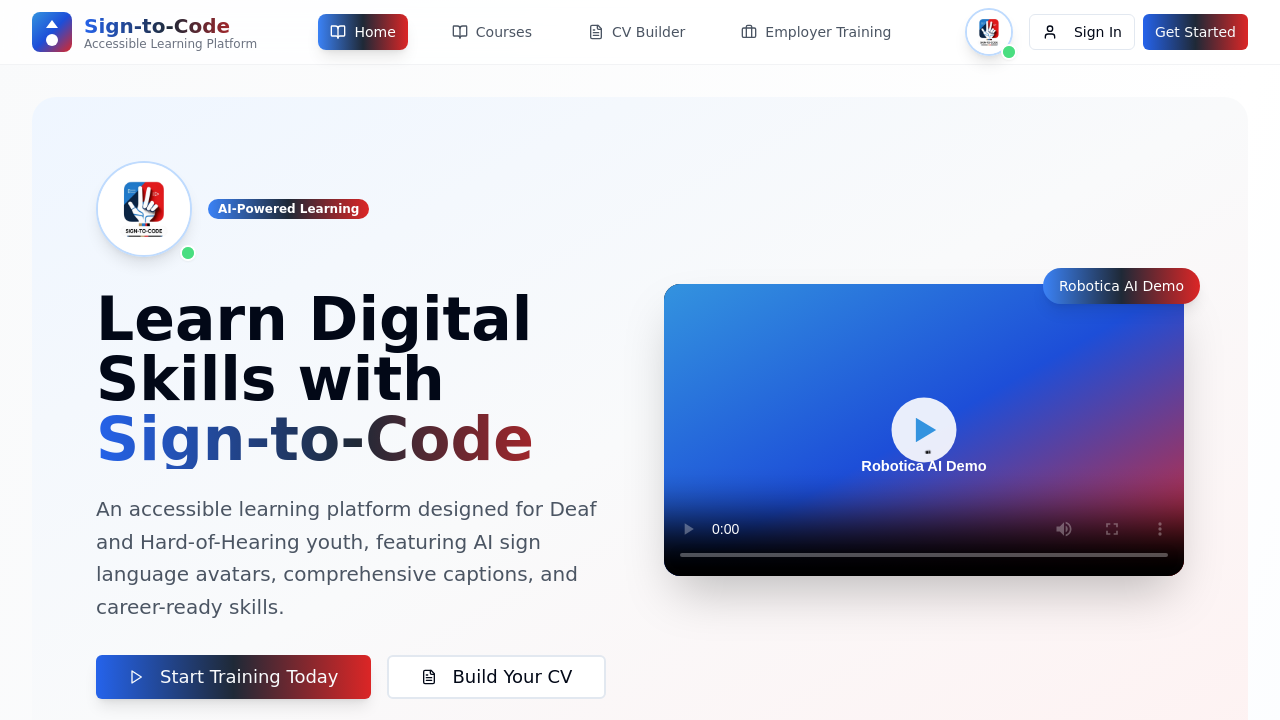 Sign-to-Code
Accessible Learning Platform
Home
Courses
CV Builder
Employer Training
Sign In
Get Started
SIGN-TO-CODE
AI-Powered Learning
Learn Digital
Skills with
Sign-to-Code
An accessible learning platform designed for Deaf
and Hard-of-Hearing youth, featuring AI sign
language avatars, comprehensive captions, and
career-ready skills.
Start Training Today
Build Your CV
Robotica AI Demo
Robotica AI Demo
0:00